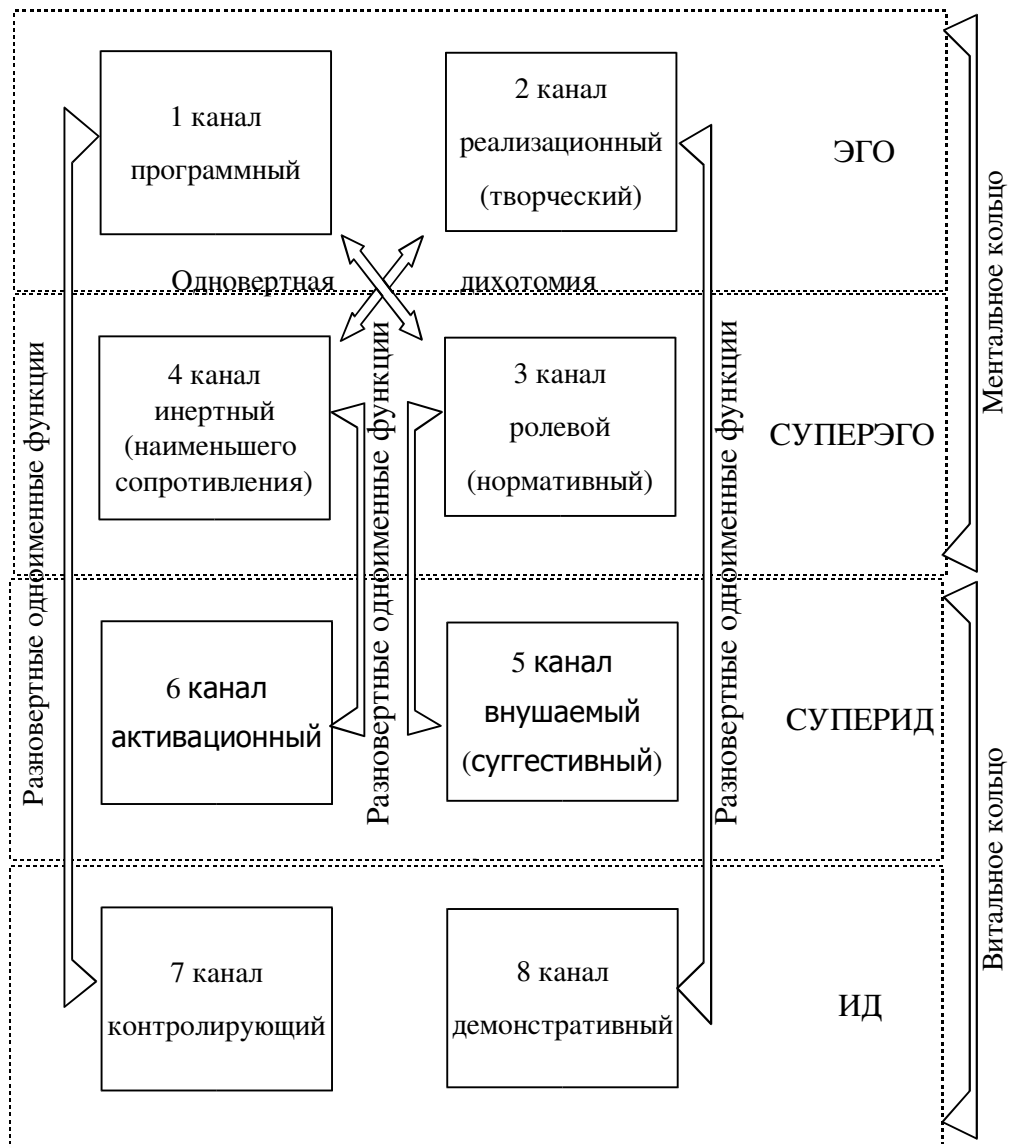 1 канал
программный
2 канал
реализационный
(творческий)
ЭГО
Одновертная дихотомия
4 канал
инертный
(наименьшего
сопротивления)
3 канал
ролевой
(нормативный)
СУПЕРЭГО
Ментальное кольцо
Разновертные одноименные функции
Разновертные одноименные функции
Разновертные одноименные функции
6 канал
активационный
5 канал
внушаемый
(суггестивный)
СУПЕРИД
7 канал
контролирующий
8 канал
демонстративный
ИД
Витальное кольцо